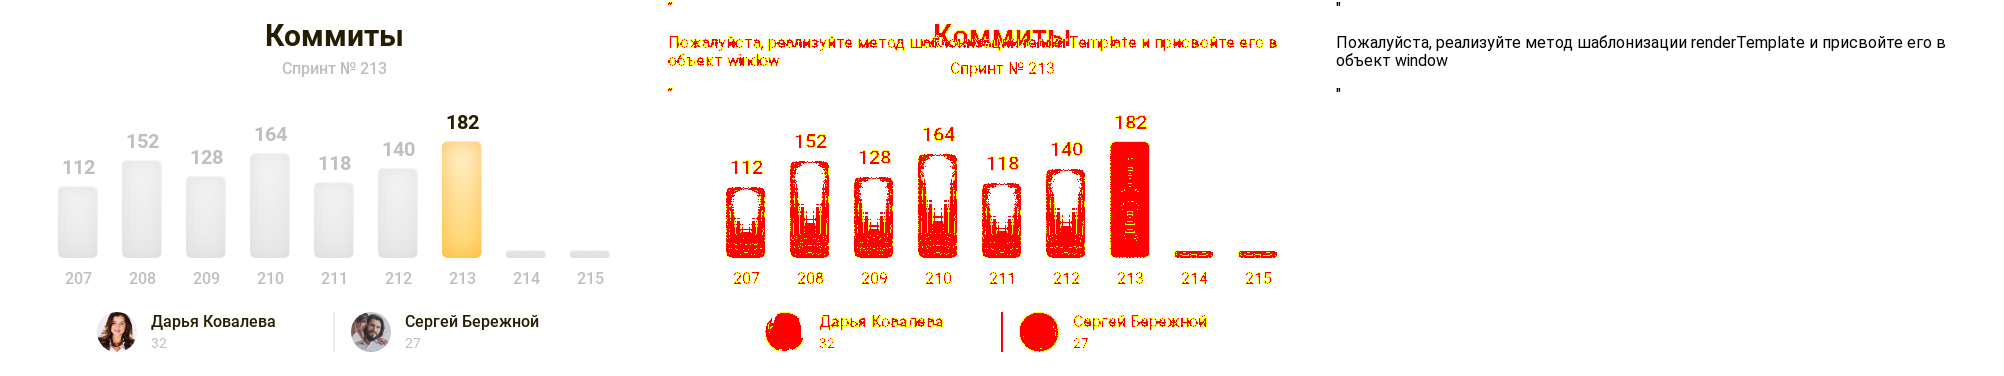 Коммиты
Спринт № 213
182
164
152
140
128
118
112
207 208 209 210 211 212 213 214 215
Дарья Ковалева
32
Сергей Бережной
27
"
Пожалуйста, реализуйте метод шаблонизации renderTemplate и присвойте его в
объект window
"
Коммиты
Спринт № 213
182
164
152
140
128
118
112
207 208 209 210 211 212 213 214 215
Дарья Ковалева
32
Сергей Бережной
27
"
Пожалуйста, реализуйте метод шаблонизации renderTemplate и присвойте его в
объект window
"